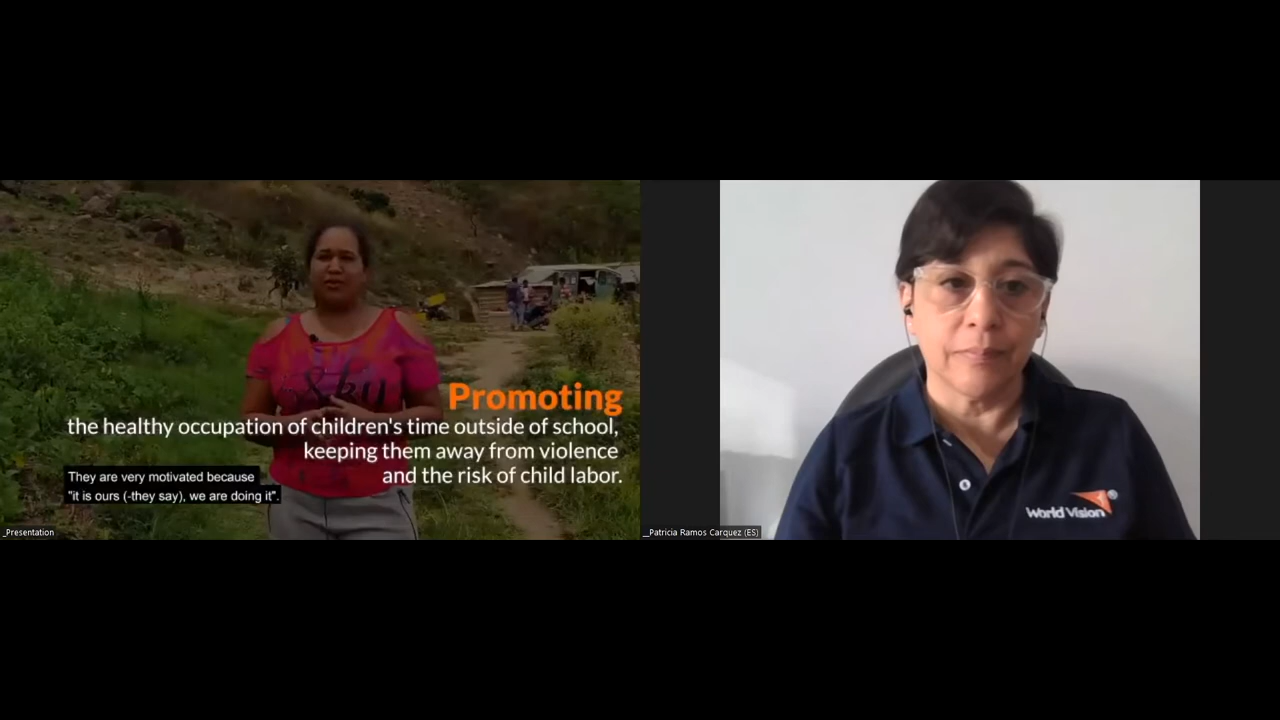 Sky
Promoting
the healthy occupation of children's time outside of school,
keeping them away from violence
and the risk of child labor.
They are very motivated because
"it is ours (-they say), we are doing it".
_Presentation
World Vision
__Patricia Ramos Carquez (ES)